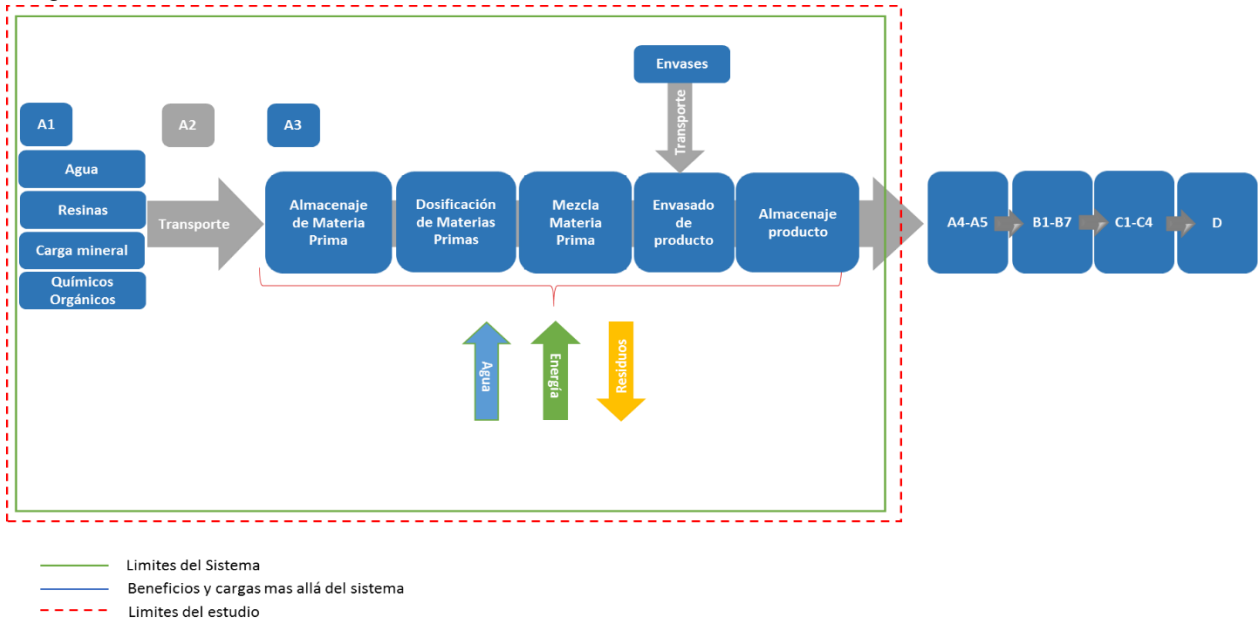 Envases
Transporte
A1
A2
A3
Agua
Resinas
Carga mineral
Químicos
Orgánicos
Transporte
Almacenaje
de Materia
Prima
Dosificación
de Materias
Primas
Mezcla
Materia
Prima
Envasado
de
producto
Almacenaje
producto
A4-A5
B1-B7
C1-C4
D
Agua
Energía
Residuos
Limites del Sistema
Beneficios y cargas mas allá del sistema
Limites del estudio